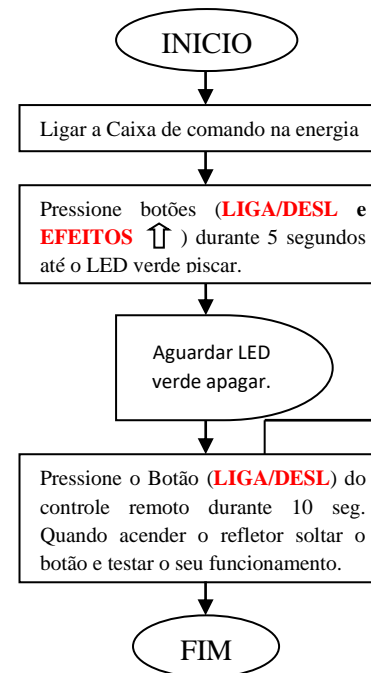 INICIO
Ligar a Caixa de comando na energia
Pressione botões (LIGA/DESL e
EFEITOS ⇧ ) durante 5 segundos
até o LED verde piscar.
Aguardar LED
verde apagar.
Pressione o Botão (LIGA/DESL) do
controle remoto durante 10 seg.
Quando acender o refletor soltar o
botão e testar o seu funcionamento.
FIM